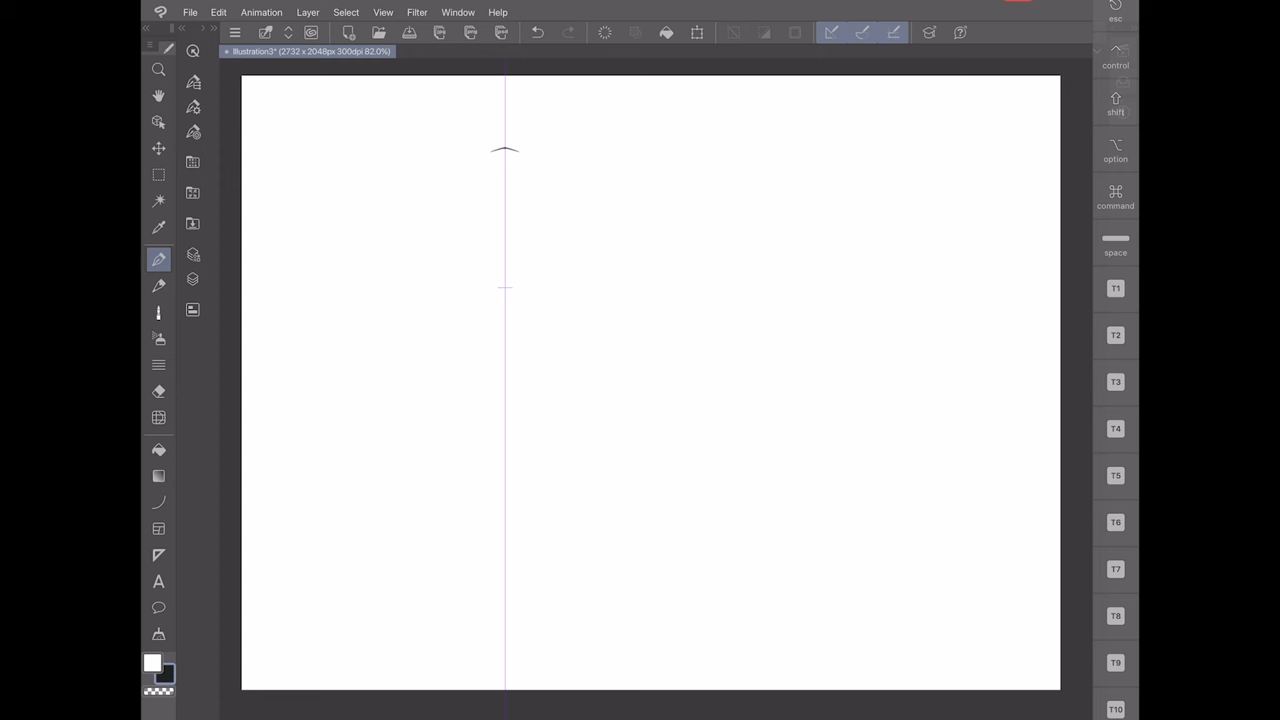 File Edit Animation Layer Select View Filter Window Help
Illustration3* (2732 x 2048px 300dpi 82.0%)
esc
control
shift
option
command
space
T1
T2
T3
T4
T5
T6
T7
T8
T9
T10